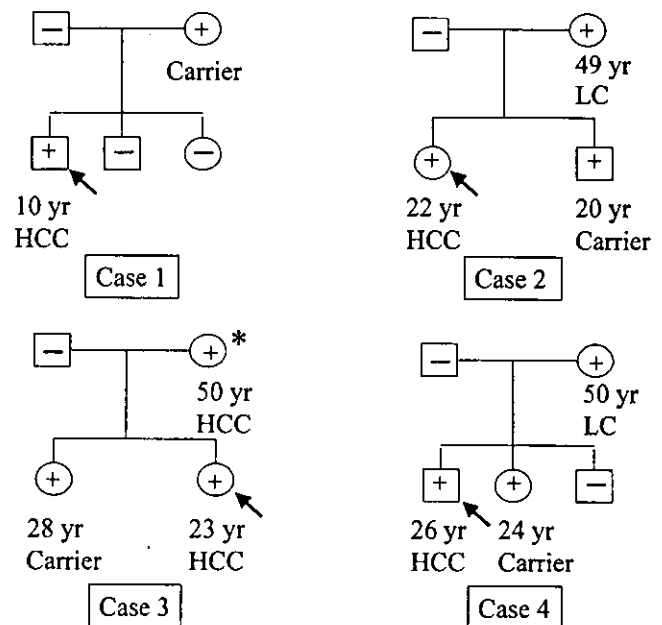 − +
Carrier
+ − −
10 yr
HCC
Case 1
− +
49 yr
LC
+ +
22 yr 20 yr
HCC Carrier
Case 2
− + *
50 yr
HCC
+ +
28 yr 23 yr
Carrier HCC
Case 3
− +
50 yr
LC
+ + −
26 yr 24 yr
HCC Carrier
Case 4